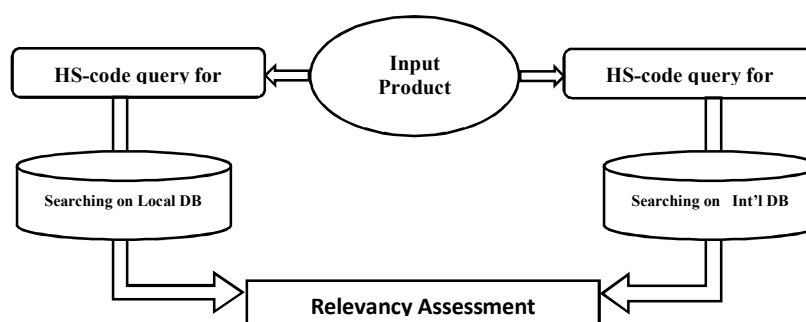 HS-code query for
Input
Product
HS-code query for
Searching on Local DB
Searching on Int'l DB
Relevancy Assessment